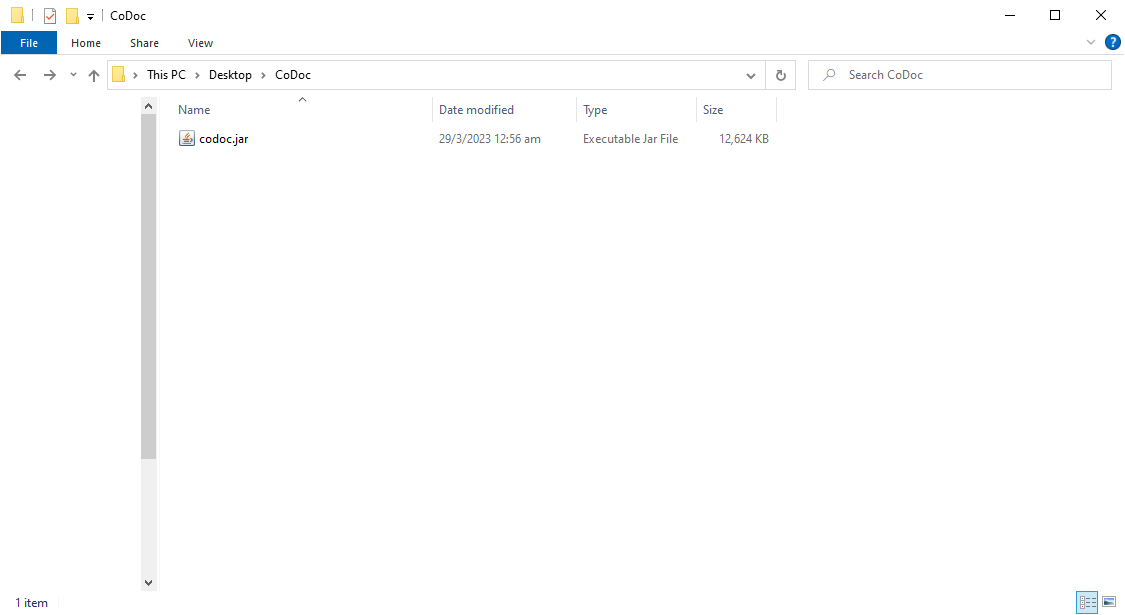 CoDoc
File Home Share View
?
This PC Desktop CoDoc
Search CoDoc
Name Date modified Type Size
codoc.jar 29/3/2023 12:56 am Executable Jar File 12,624 KB
1 item